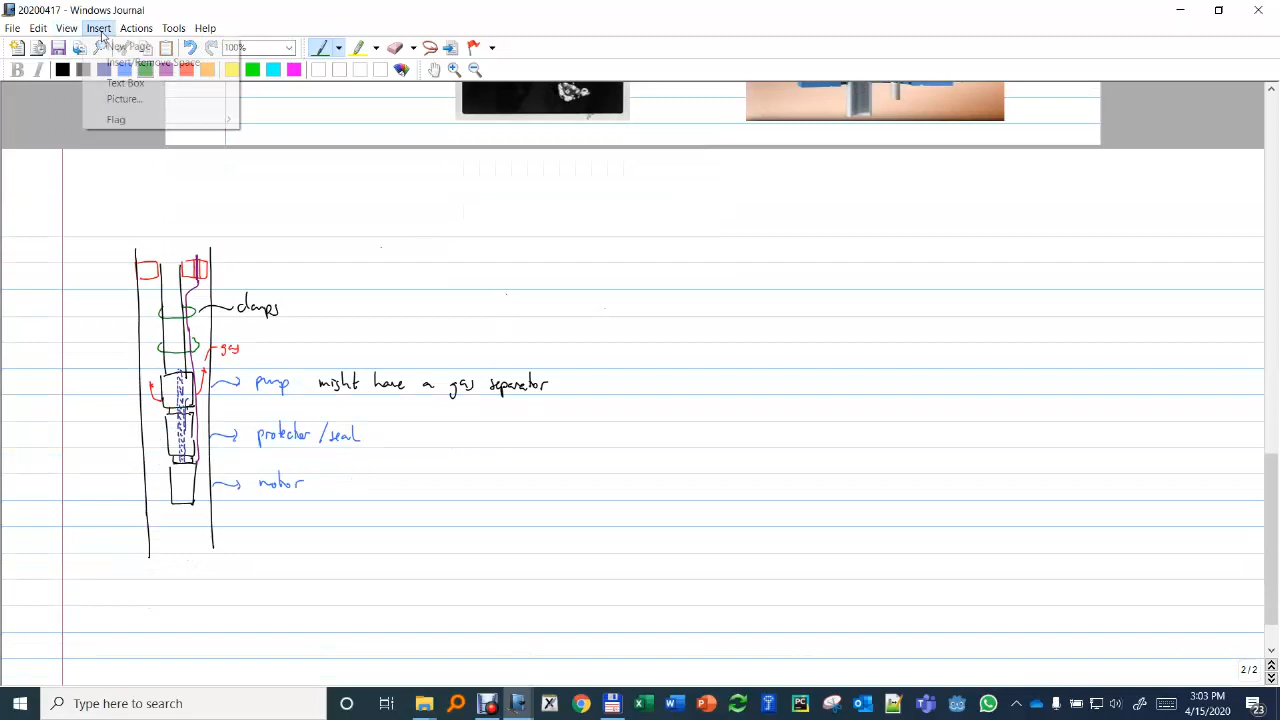 20200417 - Windows Journal
File Edit View Insert Actions Tools Help
New Page
100%
Insert/Remove Space
Text Box
Picture...
Flag
clamps
gas
pump might have a gas separator
protector/seal
motor
2/2
Type here to search
3:03 PM
4/15/2020
23